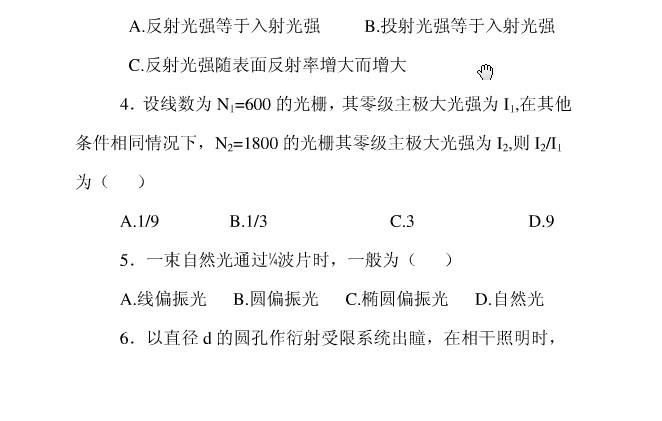 A.反射光强等于入射光强 B.投射光强等于入射光强
C.反射光强随表面反射率增大而增大
4．设线数为 N₁=600 的光栅，其零级主极大光强为 I₁,在其他
条件相同情况下，N₂=1800 的光栅其零级主极大光强为 I₂,则 I₂/I₁
为（ ）
A.1/9 B.1/3 C.3 D.9
5．一束自然光通过¼波片时，一般为（ ）
A.线偏振光 B.圆偏振光 C.椭圆偏振光 D.自然光
6．以直径 d 的圆孔作衍射受限系统出瞳，在相干照明时，